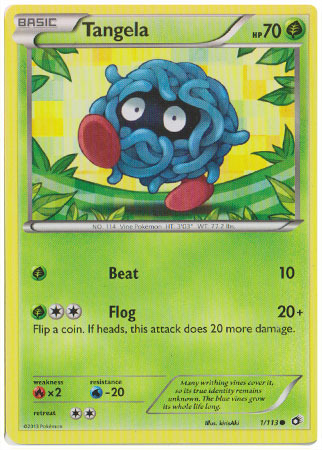 BASIC
Tangela
HP70
NO. 114 Vine Pokémon HT: 3'03" WT: 77.2 lbs.
Beat 10
Flog 20+
Flip a coin. If heads, this attack does 20 more damage.
weakness resistance
×2 -20
retreat
Many writhing vines cover it,
so its true identity remains
unknown. The blue vines grow
its whole life long.
©2013 Pokémon
Illus. kirisAki
1/113